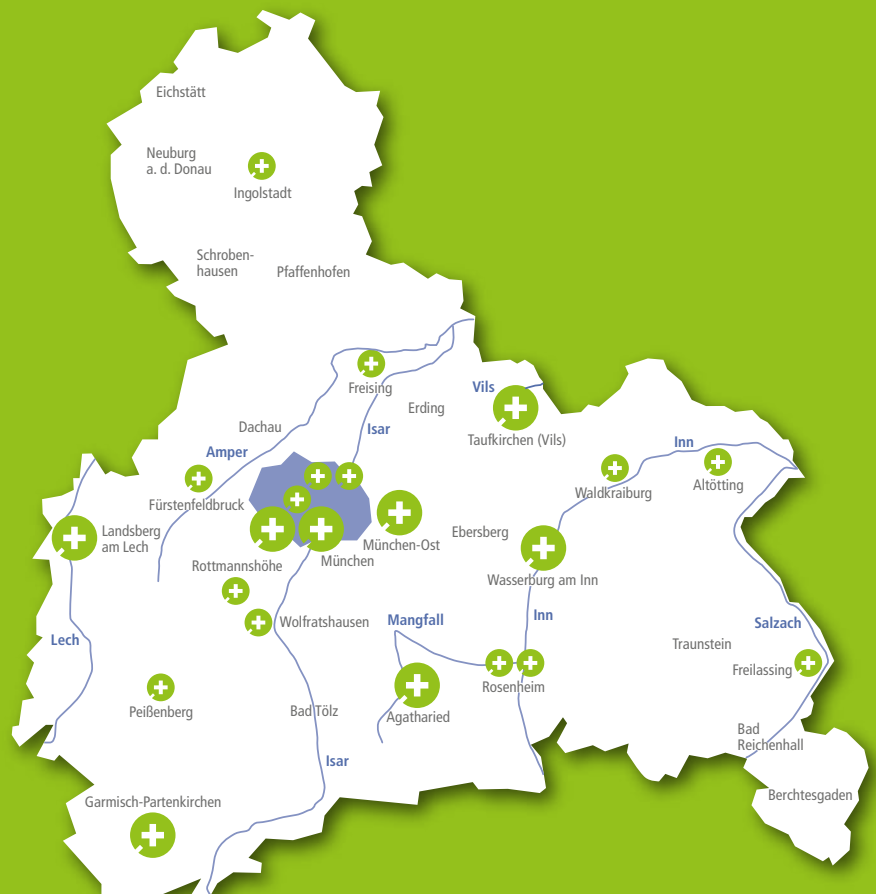 Eichstätt
Neuburg
a. d. Donau
Ingolstadt
Schroben-
hausen
Pfaffenhofen
Freising
Vils
Erding
Dachau
Isar
Taufkirchen (Vils)
Amper
Inn
Altötting
Waldkraiburg
Fürstenfeldbruck
Landsberg
am Lech
Ebersberg
München-Ost
München
Rottmannshöhe
Wasserburg am Inn
Inn
Mangfall
Wolfratshausen
Salzach
Lech
Traunstein
Freilassing
Rosenheim
Peißenberg
Bad Tölz
Agatharied
Bad
Reichenhall
Isar
Berchtesgaden
Garmisch-Partenkirchen